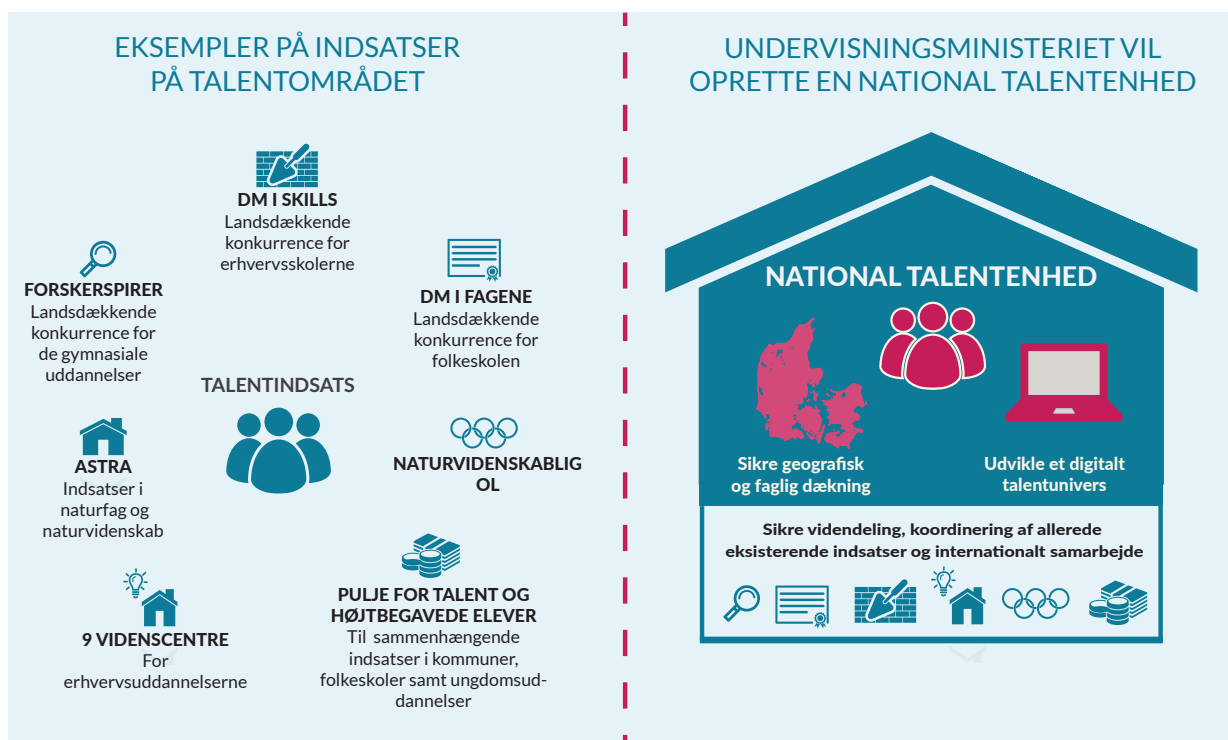 EKSEMPLER PÅ INDSATSER
PÅ TALENTOMRÅDET
DM I SKILLS
Landsdækkende
konkurrence for
erhvervsskolerne
FORSKERSPIRER
Landsdækkende
konkurrence for
de gymnasiale
uddannelser
DM I FAGENE
Landsdækkende
konkurrence for
folkeskolen
TALENTINDSATS
ASTRA
Indsatser i
naturfag og
naturvidenskab
NATURVIDENSKABLIG
OL
9 VIDENSCENTRE
For
erhvervsuddannelserne
PULJE FOR TALENT OG
HØJTBEGAVEDE ELEVER
Til sammenhængende
indsatser i kommuner,
folkeskoler samt ungdomsud-
dannelser
UNDERVISNINGSMINISTERIET VIL
OPRETTE EN NATIONAL TALENTENHED
NATIONAL TALENTENHED
Sikre geografisk
og faglig dækning
Udvikle et digitalt
talentunivers
Sikre videndeling, koordinering af allerede
eksisterende indsatser og internationalt samarbejde